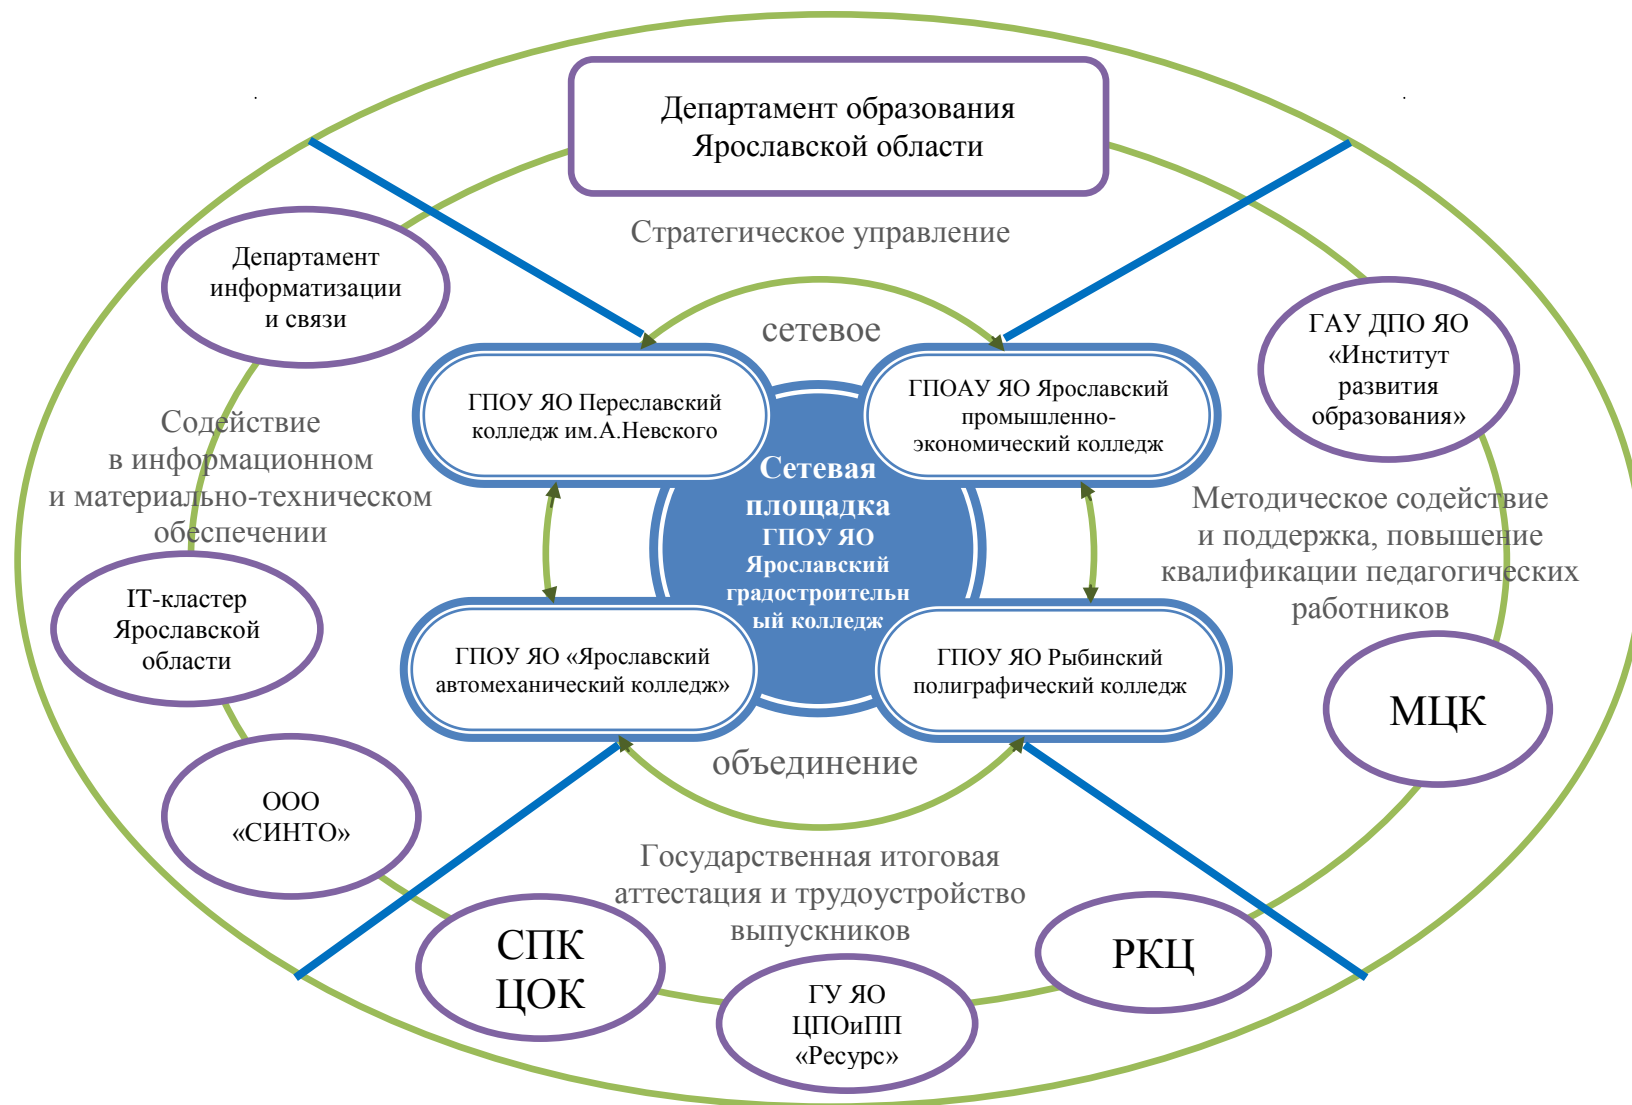 Департамент образования
Ярославской области
Стратегическое управление
Департамент
информатизации
и связи
сетевое
ГАУ ДПО ЯО
«Институт
развития
образования»
ГПОУ ЯО Переславский
колледж им.А.Невского
ГПОАУ ЯО Ярославский
промышленно-
экономический колледж
Содействие
в информационном
и материально-техническом
обеспечении
Сетевая
площадка
ГПОУ ЯО
Ярославский
градостроительн
ый колледж
Методическое содействие
и поддержка, повышение
квалификации педагогических
работников
IT-кластер
Ярославской
области
ГПОУ ЯО «Ярославский
автомеханический колледж»
ГПОУ ЯО Рыбинский
полиграфический колледж
МЦК
объединение
ООО
«СИНТО»
Государственная итоговая
аттестация и трудоустройство
выпускников
СПК
ЦОК
ГУ ЯО
ЦПОиПП
«Ресурс»
РКЦ